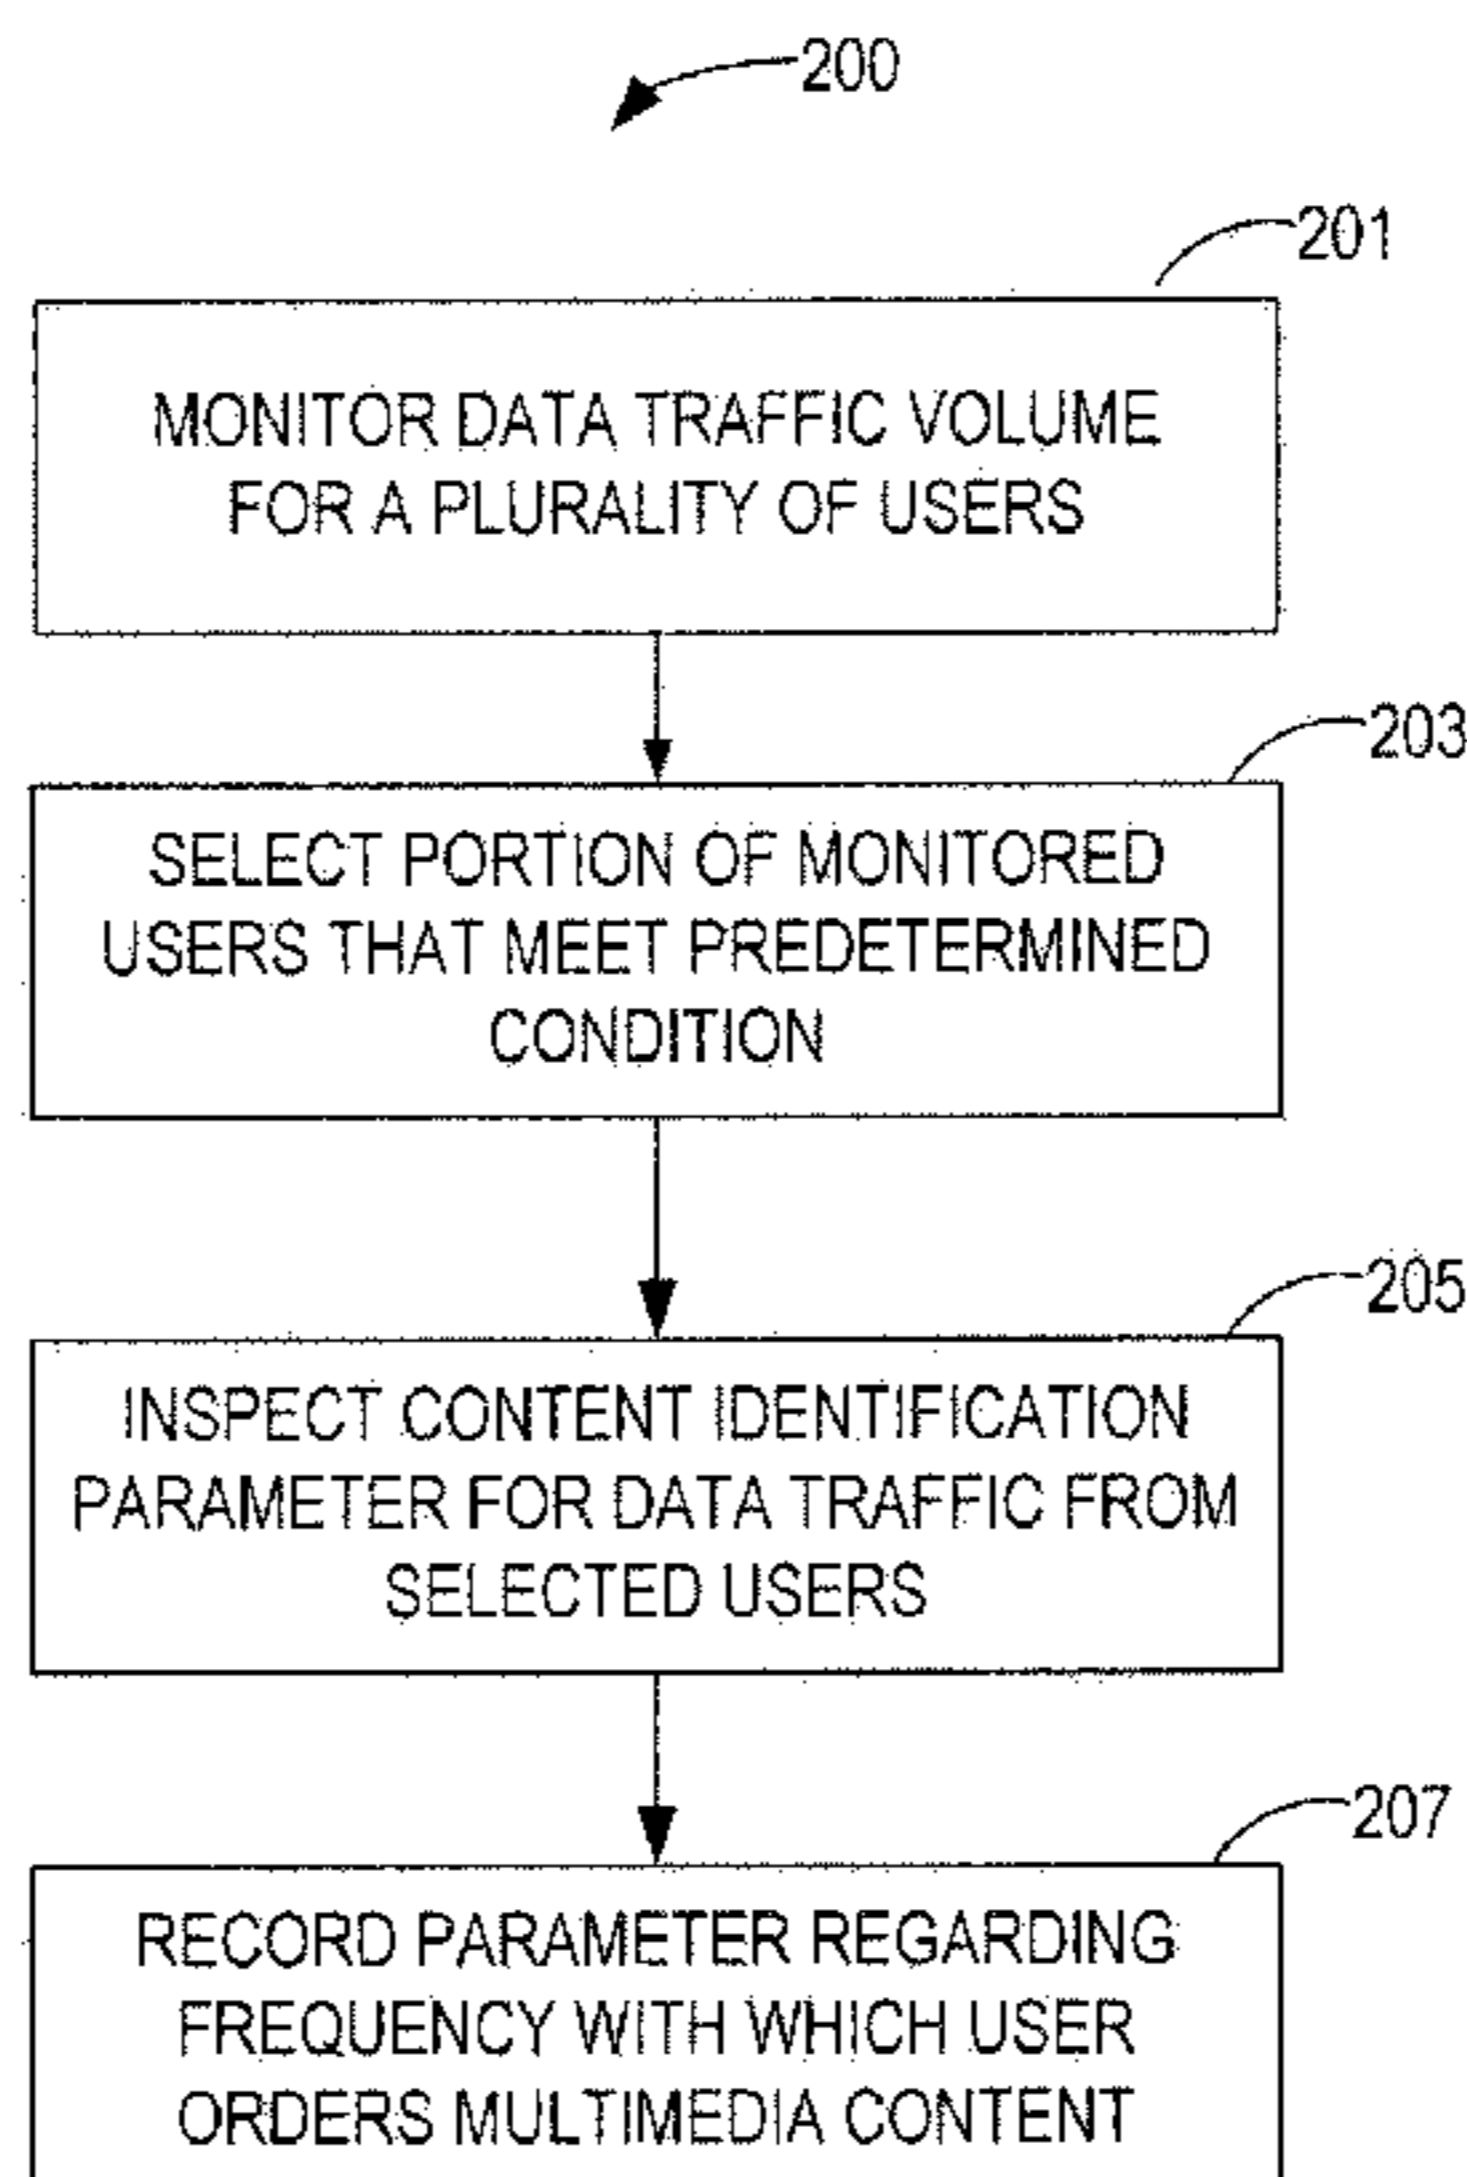 200
201
MONITOR DATA TRAFFIC VOLUME
FOR A PLURALITY OF USERS
203
SELECT PORTION OF MONITORED
USERS THAT MEET PREDETERMINED
CONDITION
205
INSPECT CONTENT IDENTIFICATION
PARAMETER FOR DATA TRAFFIC FROM
SELECTED USERS
207
RECORD PARAMETER REGARDING
FREQUENCY WITH WHICH USER
ORDERS MULTIMEDIA CONTENT